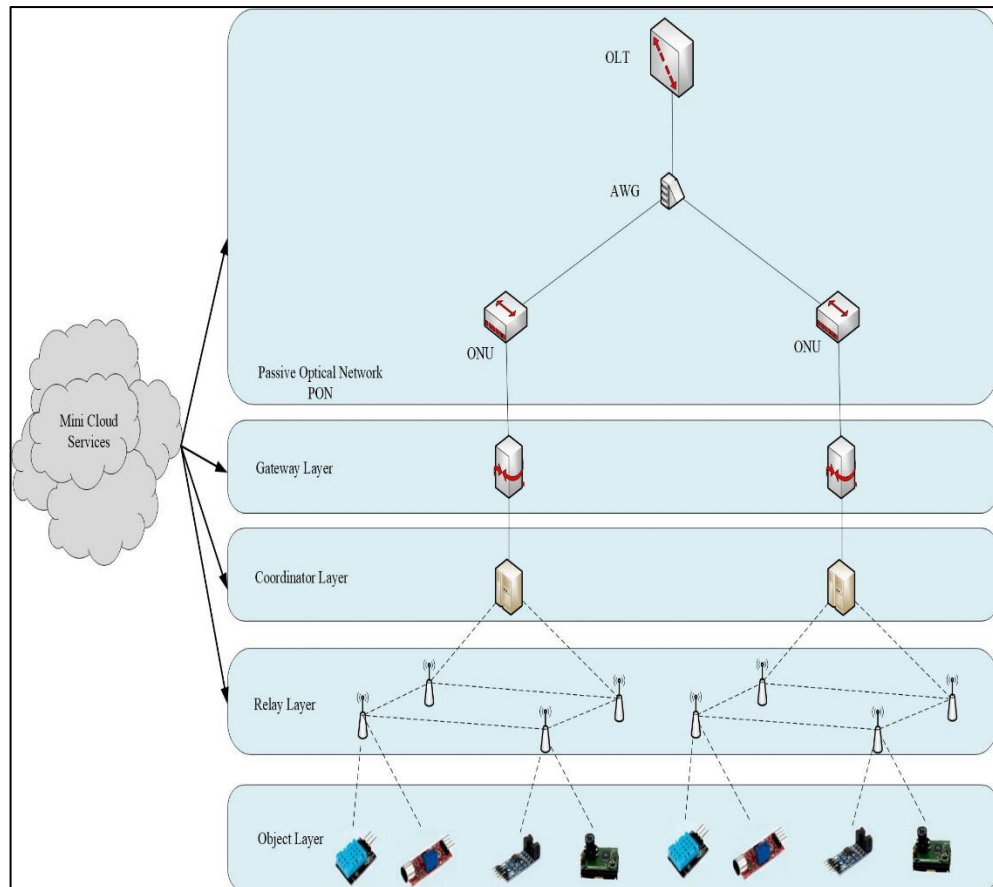 OLT
AWG
ONU
ONU
Passive Optical Network
PON
Mini Cloud
Services
Gateway Layer
Coordinator Layer
Relay Layer
Object Layer